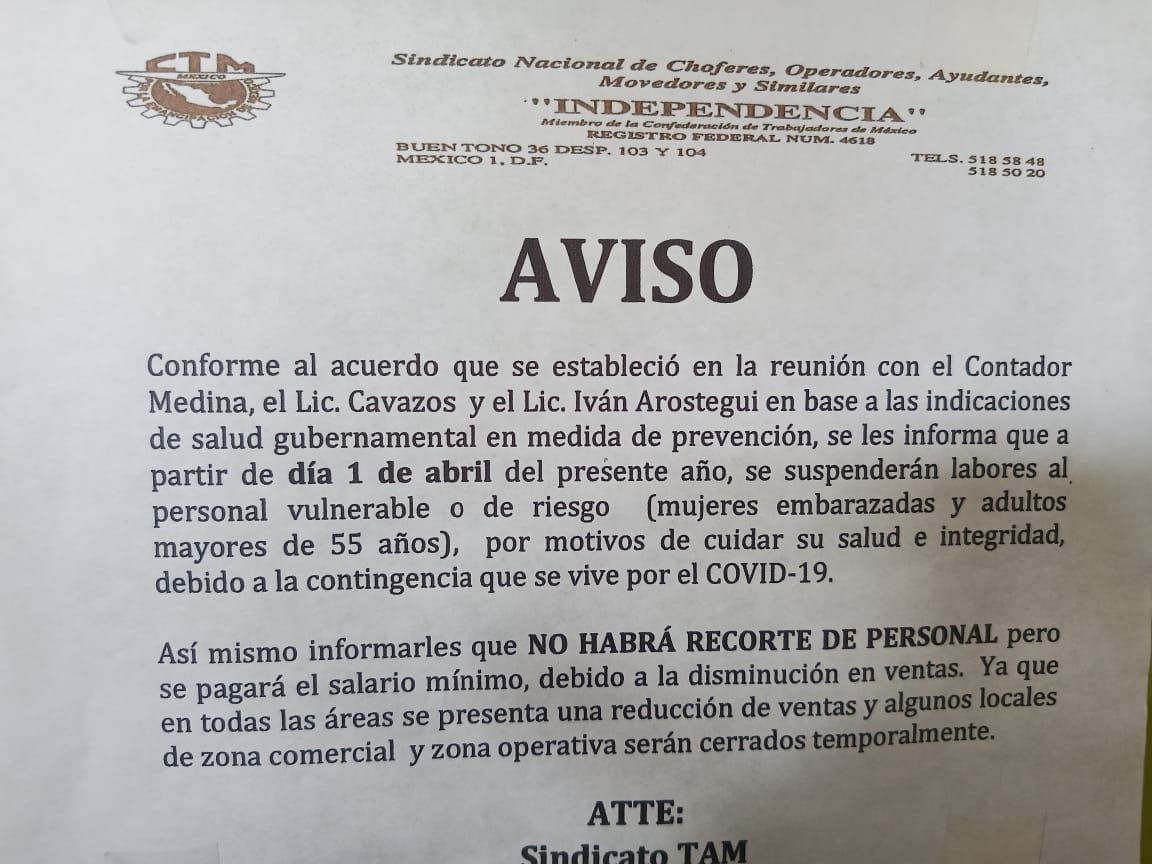 CTM
MEXICO
POR LA EMANCIPACION DE MEXICO
Sindicato Nacional de Choferes, Operadores, Ayudantes,
Movedores y Similares
"INDEPENDENCIA"
Miembro de la Confederación de Trabajadores de México
REGISTRO FEDERAL NUM. 4618
BUEN TONO 36 DESP. 103 Y 104
MEXICO 1, D.F.
TELS. 518 58 48
518 50 20
AVISO
Conforme al acuerdo que se estableció en la reunión con el Contador
Medina, el Lic. Cavazos y el Lic. Iván Arostegui en base a las indicaciones
de salud gubernamental en medida de prevención, se les informa que a
partir de día 1 de abril del presente año, se suspenderán labores al
personal vulnerable o de riesgo (mujeres embarazadas y adultos
mayores de 55 años), por motivos de cuidar su salud e integridad,
debido a la contingencia que se vive por el COVID-19.
Así mismo informarles que NO HABRÁ RECORTE DE PERSONAL pero
se pagará el salario mínimo, debido a la disminución en ventas. Ya que
en todas las áreas se presenta una reducción de ventas y algunos locales
de zona comercial y zona operativa serán cerrados temporalmente.
ATTE:
Sindicato TAM